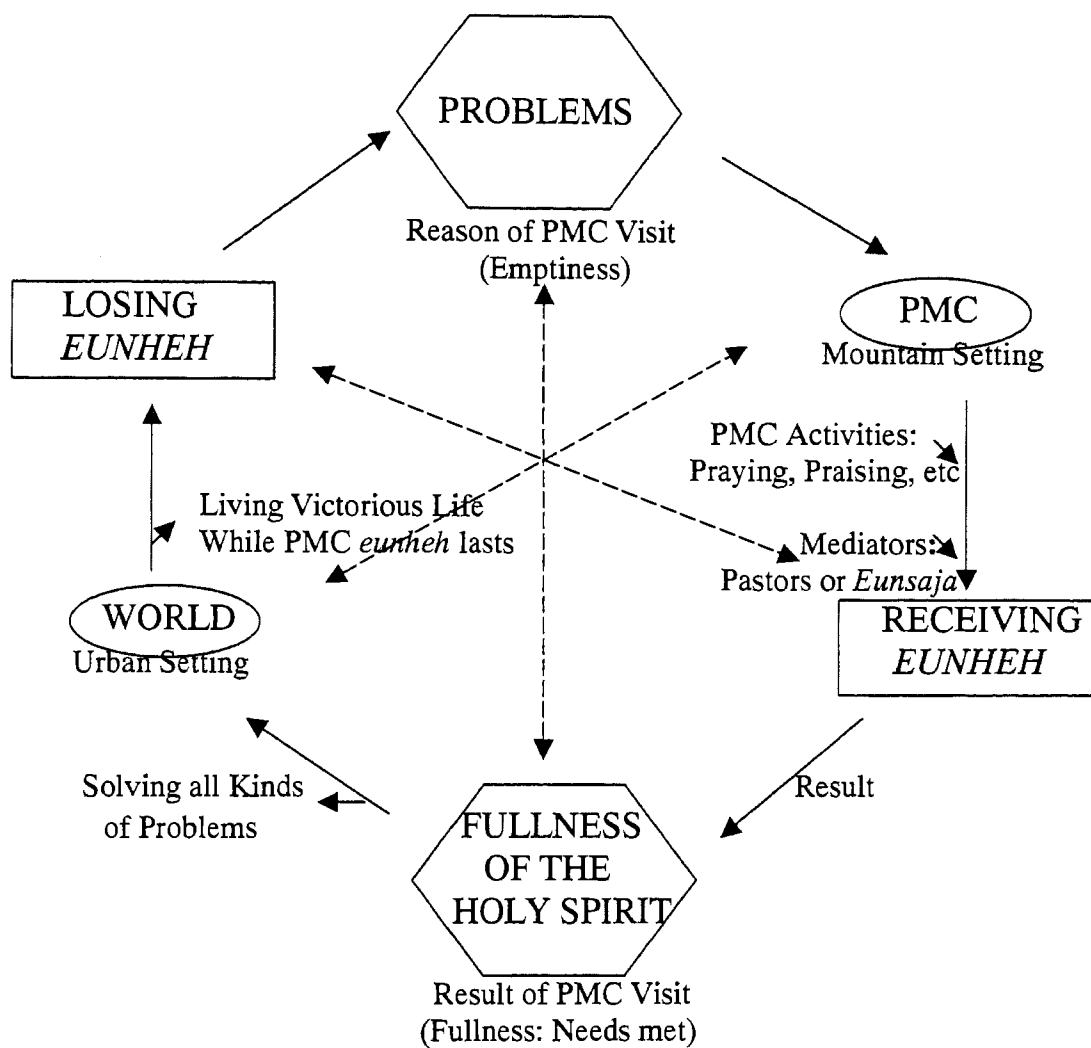 PROBLEMS
Reason of PMC Visit
(Emptiness)
LOSING
EUNHEH
PMC
Mountain Setting
PMC Activities:
Praying, Praising, etc
Living Victorious Life
While PMC eunheh lasts
Mediators:
Pastors or Eunsaja
WORLD
Urban Setting
RECEIVING
EUNHEH
Solving all Kinds
of Problems
Result
FULLNESS
OF THE
HOLY SPIRIT
Result of PMC Visit
(Fullness: Needs met)